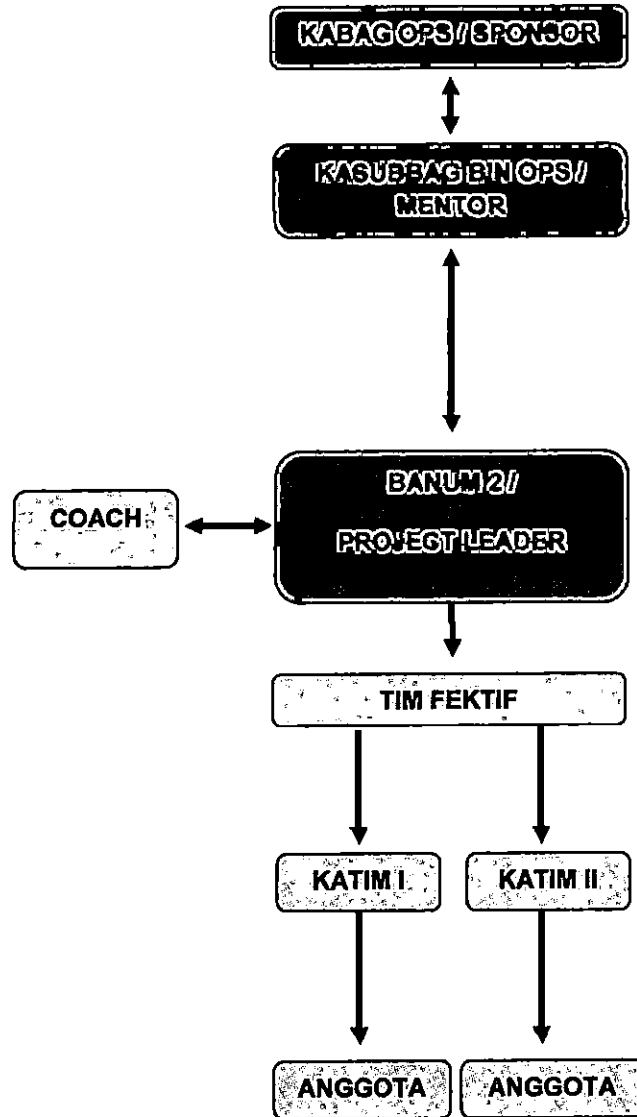 KABAG OPS / SPONSOR
KASUBBAG BIN OPS /
MENTOR
BANUM 2 /
PROJECT LEADER
COACH
TIM FEKTIF
KATIM I
KATIM II
ANGGOTA
ANGGOTA